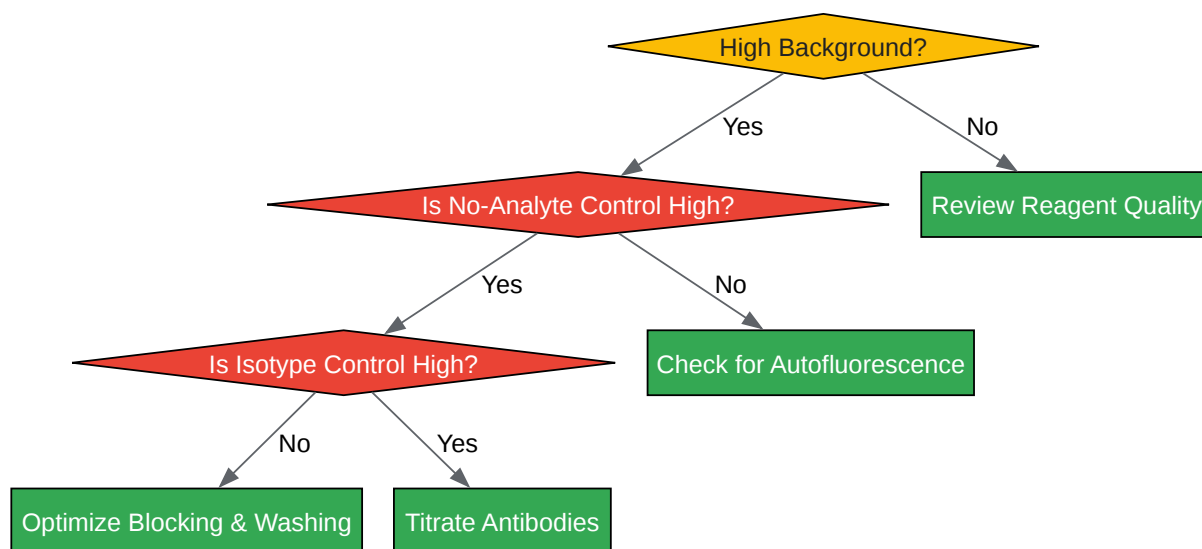 High Background?
Yes
No
Is No-Analyte Control High?
Review Reagent Quality
Yes
No
Is Isotype Control High?
Check for Autofluorescence
No
Yes
Optimize Blocking & Washing
Titrate Antibodies